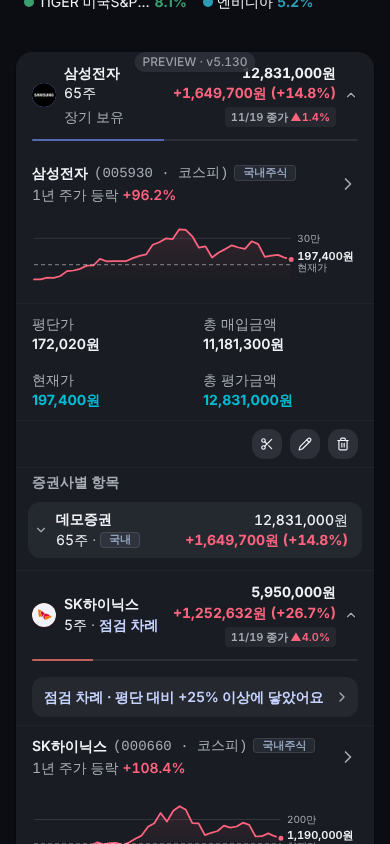 TIGER 미국S&P... 8.1% 엔비디아 5.2%
PREVIEW · v5.130
삼성전자 12,831,000원
65주 +1,649,700원 (+14.8%)
장기 보유 11/19 종가 ▲1.4%
삼성전자 (005930 · 코스피) 국내주식
1년 주가 등락 +96.2%
30만
197,400원
현재가
평단가 총 매입금액
172,020원 11,181,300원
현재가 총 평가금액
197,400원 12,831,000원
증권사별 항목
데모증권 12,831,000원
65주 · 국내 +1,649,700원 (+14.8%)
5,950,000원
SK하이닉스 +1,252,632원 (+26.7%)
5주 · 점검 차례 11/19 종가 ▲4.0%
점검 차례 · 평단 대비 +25% 이상에 닿았어요
SK하이닉스 (000660 · 코스피) 국내주식
1년 주가 등락 +108.4%
200만
1,190,000원